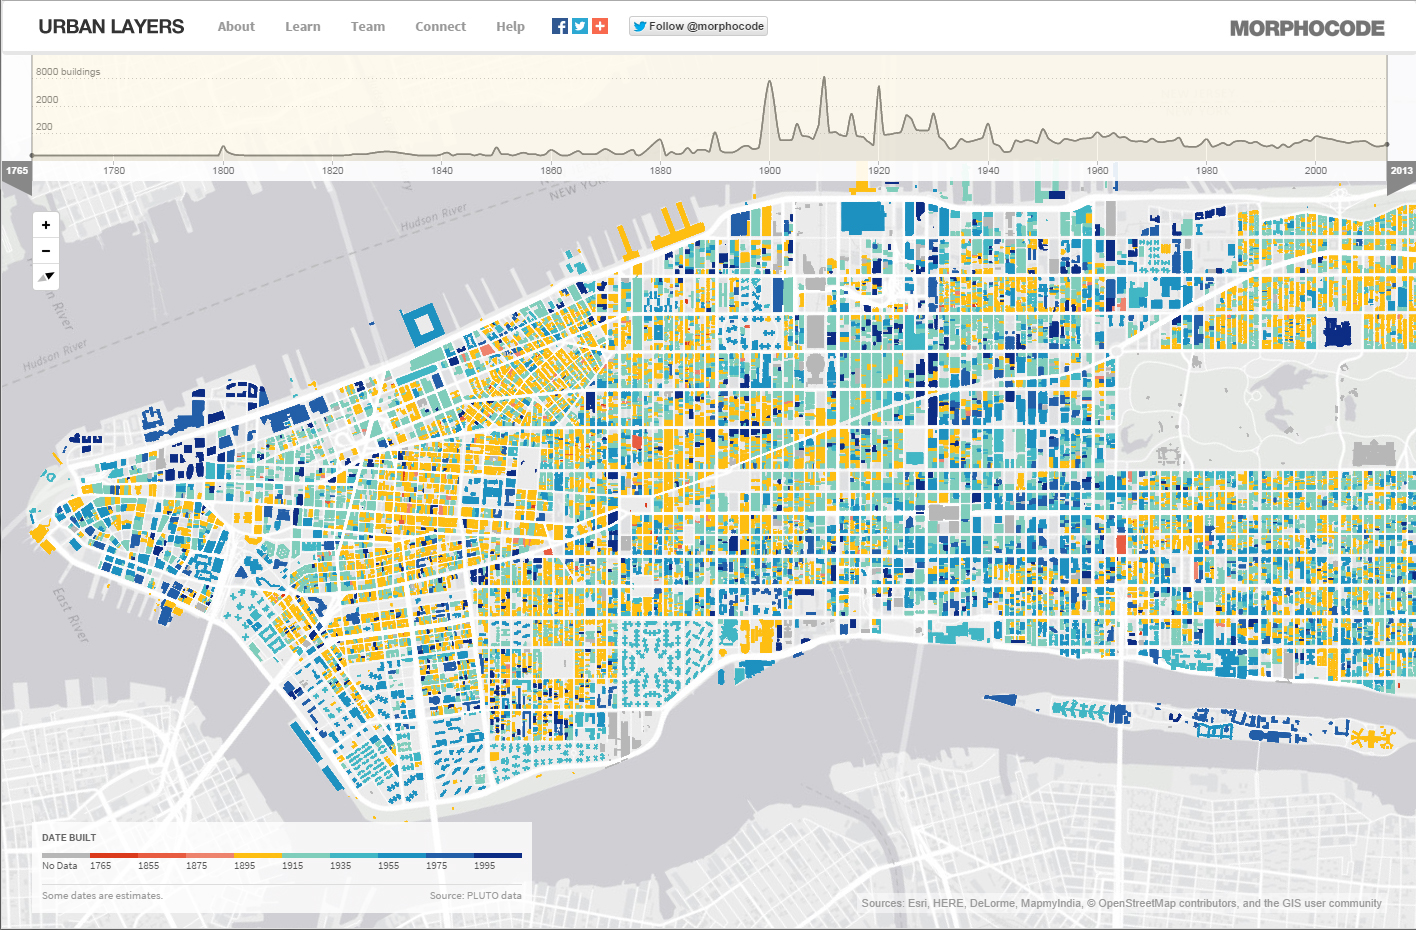 URBAN LAYERS About Learn Team Connect Help Follow @morphocode MORPHOCODE
8000 buildings
2000
200
1765 1780 1800 1820 1840 1860 1880 1900 1920 1940 1960 1980 2000 2013
NEW YOR
Hudson River
+
−
on River
Hudson River
East River
DATE BUILT
No Data 1765 1855 1875 1895 1915 1935 1955 1975 1995
Some dates are estimates. Source: PLUTO data
Sources: Esri, HERE, DeLorme, MapmyIndia, © OpenStreetMap contributors, and the GIS user community